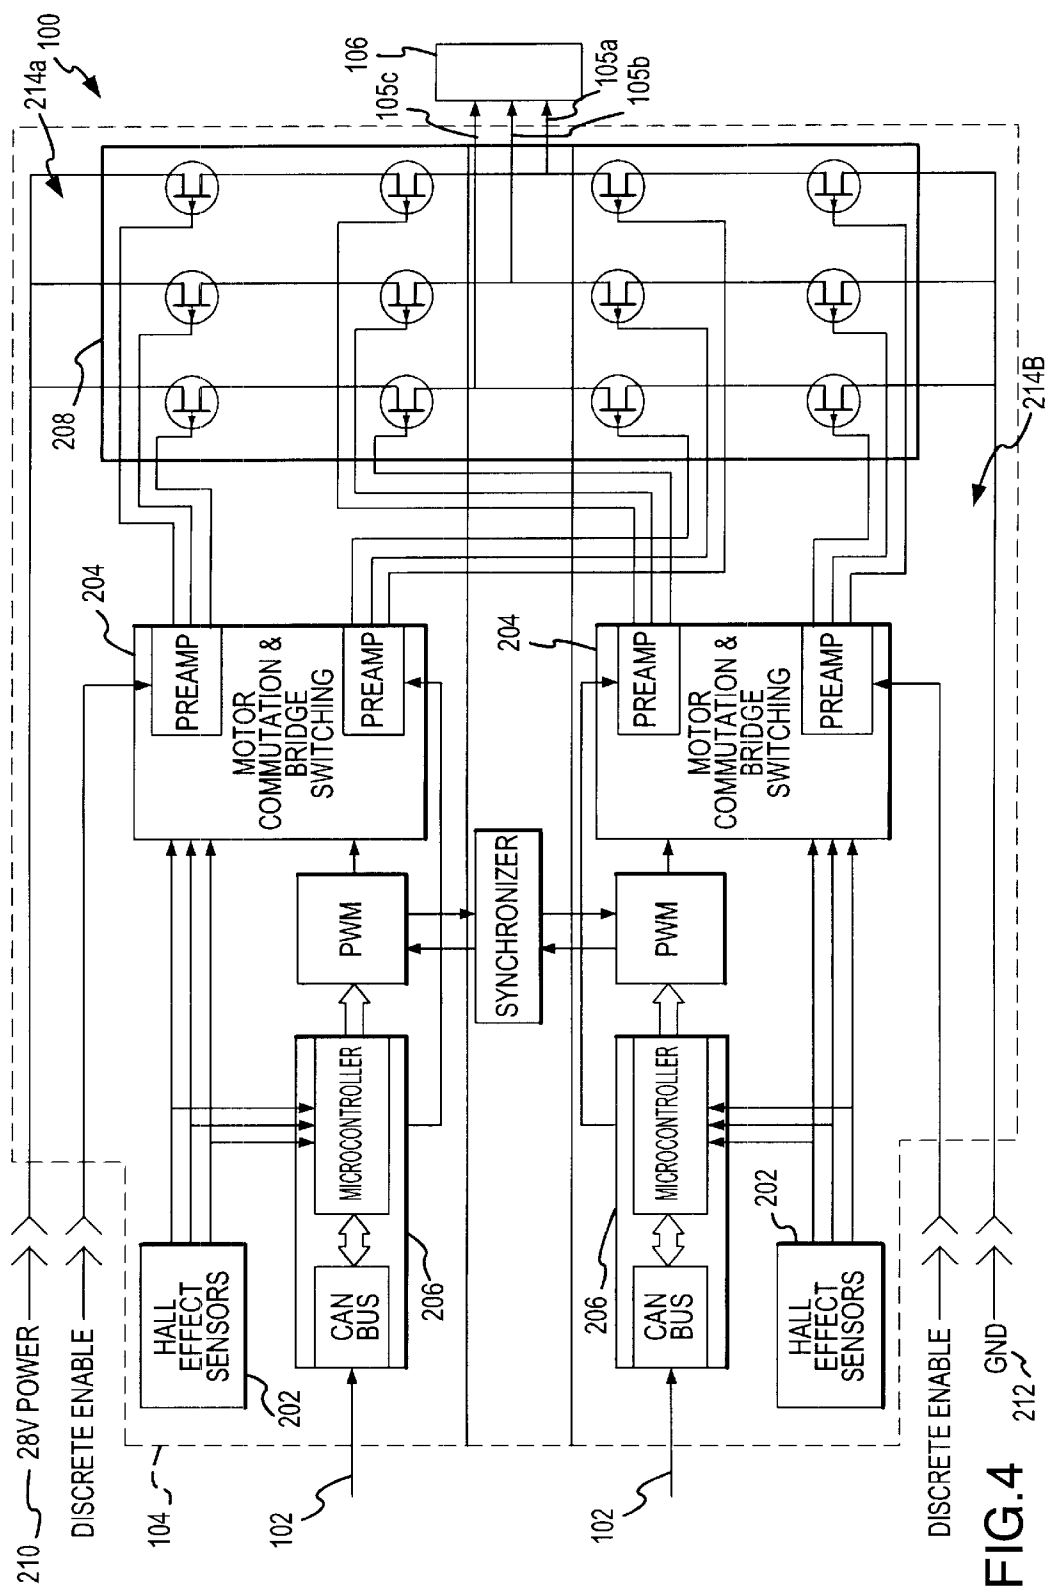 214a
100
106
105c
105a
105b
208
214B
204
PREAMP
MOTOR
COMMUTATION &
BRIDGE
SWITCHING
PREAMP
204
PREAMP
MOTOR
COMMUTATION &
BRIDGE
SWITCHING
PREAMP
PWM
SYNCHRONIZER
PWM
MICROCONTROLLER
CAN
BUS
206
MICROCONTROLLER
CAN
BUS
206
HALL
EFFECT
SENSORS
202
HALL
EFFECT
SENSORS
202
210
28V POWER
DISCRETE ENABLE
104
102
102
DISCRETE ENABLE
GND
212
FIG.4